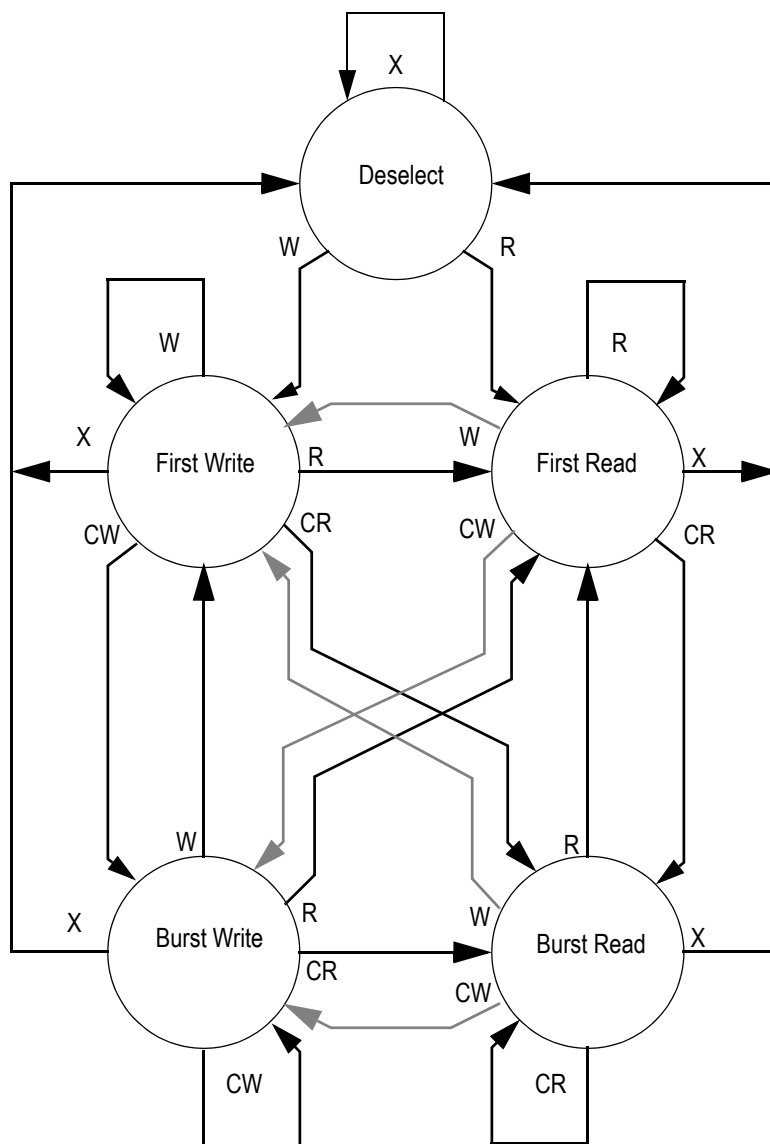 X
Deselect
W
R
W
R
X
W
First Write
R
First Read
X
CW
CR
CW
CR
W
R
X
R
W
Burst Write
Burst Read
X
CR
CW
CW
CR